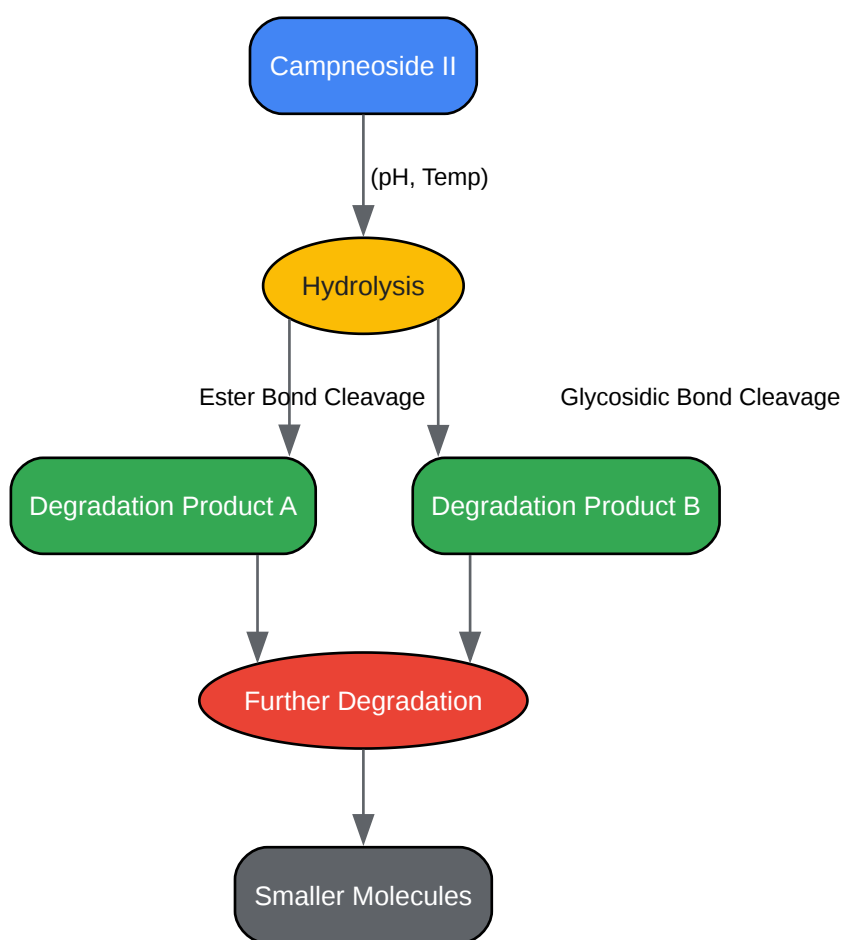 Campneoside II
(pH, Temp)
Hydrolysis
Ester Bond Cleavage
Glycosidic Bond Cleavage
Degradation Product A
Degradation Product B
Further Degradation
Smaller Molecules